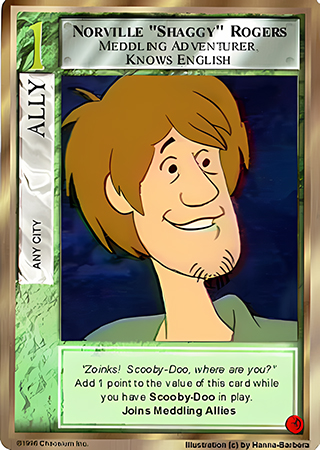 1
NORVILLE "SHAGGY" ROGERS
MEDDLING ADVENTURER,
KNOWS ENGLISH
ALLY
ANY CITY
"Zoinks! Scooby-Doo, where are you?"
Add 1 point to the value of this card while
you have Scooby-Doo in play.
Joins Meddling Allies
©1996 Chromium Inc.
Illustration (c) by Hanna-Barbera